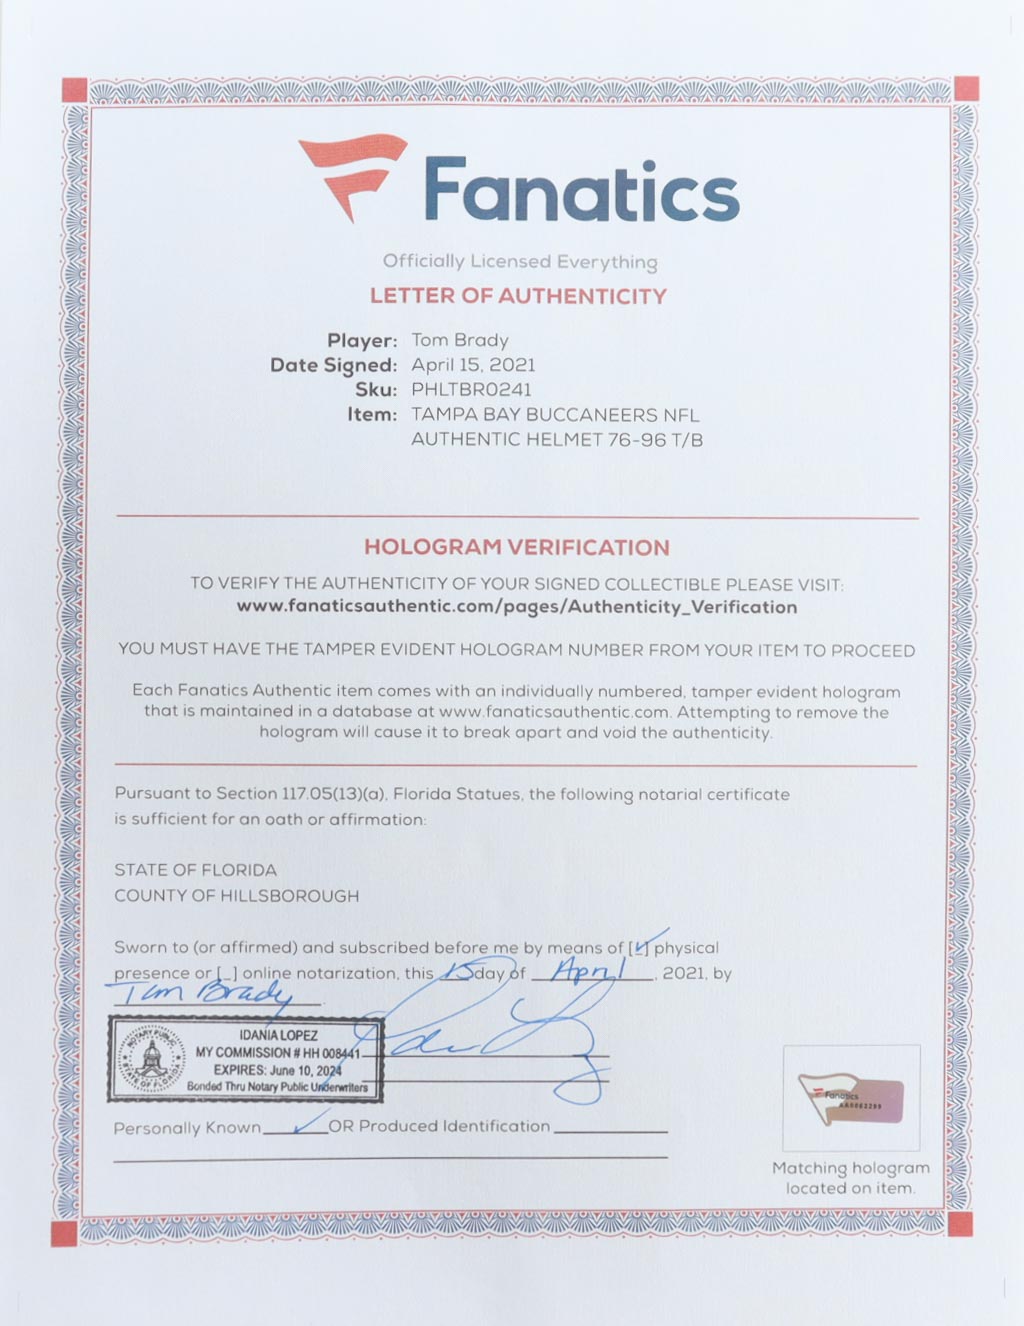 Fanatics
Officially Licensed Everything
LETTER OF AUTHENTICITY
Player: Tom Brady
Date Signed: April 15, 2021
Sku: PHLTBR0241
Item: TAMPA BAY BUCCANEERS NFL
AUTHENTIC HELMET 76-96 T/B
HOLOGRAM VERIFICATION
TO VERIFY THE AUTHENTICITY OF YOUR SIGNED COLLECTIBLE PLEASE VISIT:
www.fanaticsauthentic.com/pages/Authenticity_Verification
YOU MUST HAVE THE TAMPER EVIDENT HOLOGRAM NUMBER FROM YOUR ITEM TO PROCEED
Each Fanatics Authentic item comes with an individually numbered, tamper evident hologram
that is maintained in a database at www.fanaticsauthentic.com. Attempting to remove the
hologram will cause it to break apart and void the authenticity.
Pursuant to Section 117.05(13)(a), Florida Statues, the following notarial certificate
is sufficient for an oath or affirmation:
STATE OF FLORIDA
COUNTY OF HILLSBOROUGH
Sworn to (or affirmed) and subscribed before me by means of [✓] physical
presence or [_] online notarization, this 15 day of April, 2021, by
Tom Brady
NOTARY PUBLIC
STATE OF FLORIDA
IDANIA LOPEZ
MY COMMISSION # HH 008441
EXPIRES: June 10, 2024
Bonded Thru Notary Public Underwriters
Personally Known ✓ OR Produced Identification
Fanatics
Matching hologram
located on item.